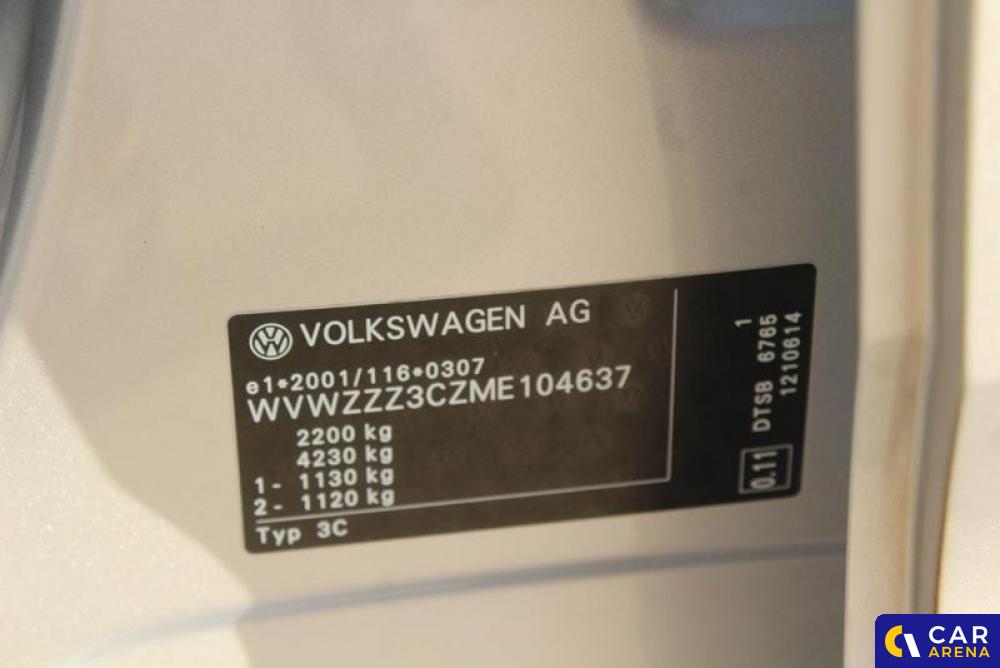 VOLKSWAGEN AG
e1*2001/116*0307
WVWZZZ3CZME104637
2200 kg
4230 kg
1- 1130 kg
2- 1120 kg
Typ 3C
1
DTSB 6765
1210614
0.11
CAR
ARENA